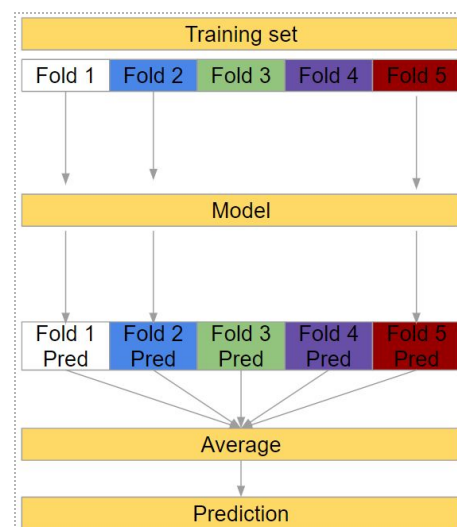 Training set
Fold 1 Fold 2 Fold 3 Fold 4 Fold 5
Model
Fold 1 Fold 2 Fold 3 Fold 4 Fold 5
Pred Pred Pred Pred Pred
Average
Prediction